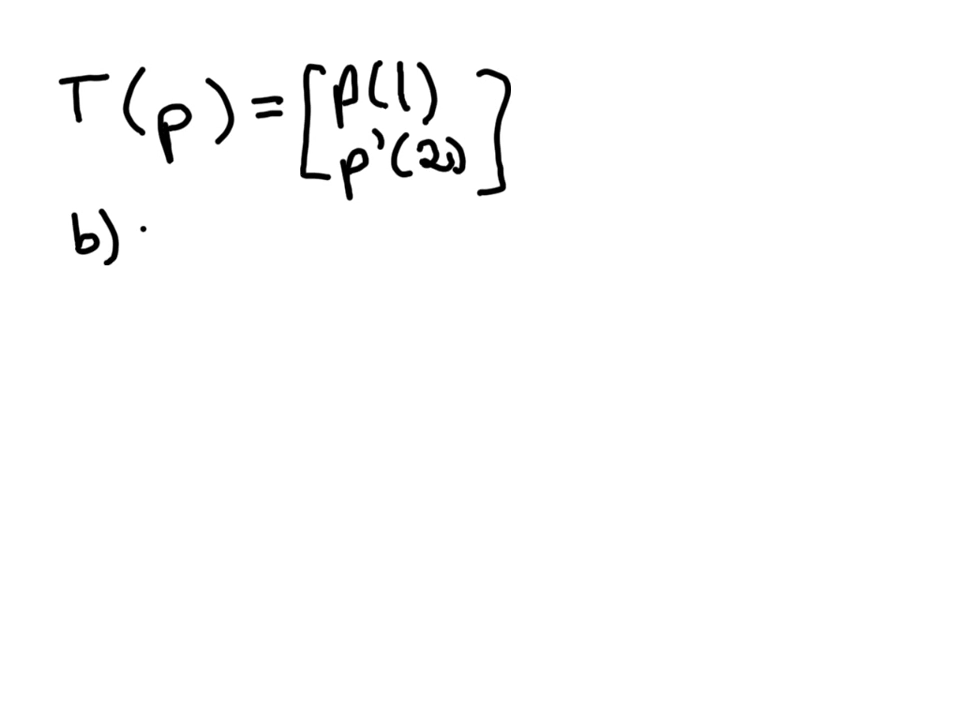 T(p) = [p(1)
p'(2)]
b) .